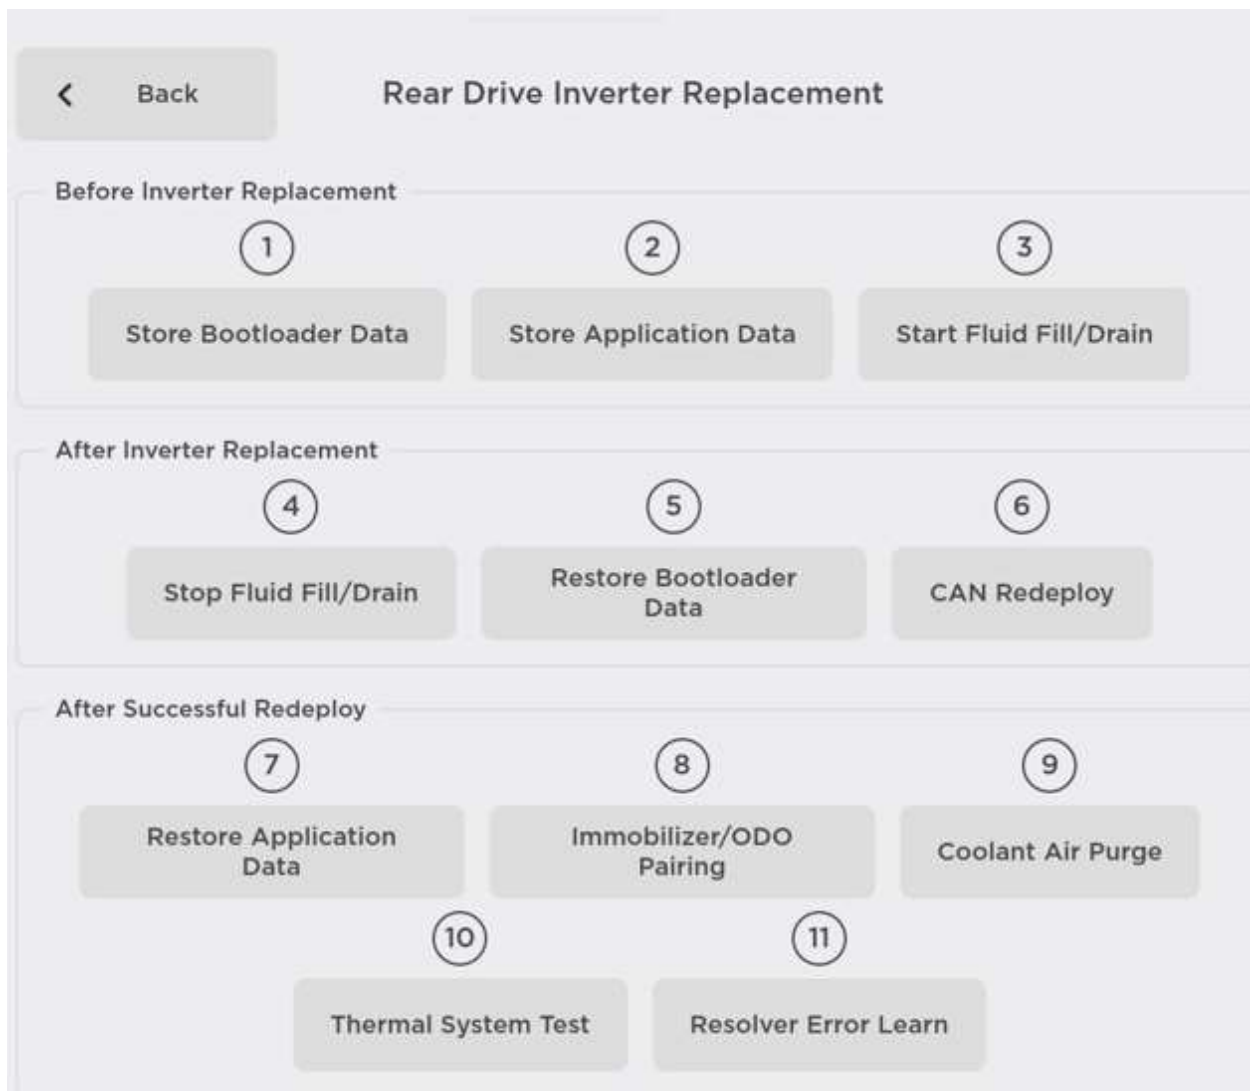 Back
Rear Drive Inverter Replacement
Before Inverter Replacement
1
2
3
Store Bootloader Data
Store Application Data
Start Fluid Fill/Drain
After Inverter Replacement
4
5
6
Stop Fluid Fill/Drain
Restore Bootloader
Data
CAN Redeploy
After Successful Redeploy
7
8
9
Restore Application
Data
Immobilizer/ODO
Pairing
Coolant Air Purge
10
11
Thermal System Test
Resolver Error Learn